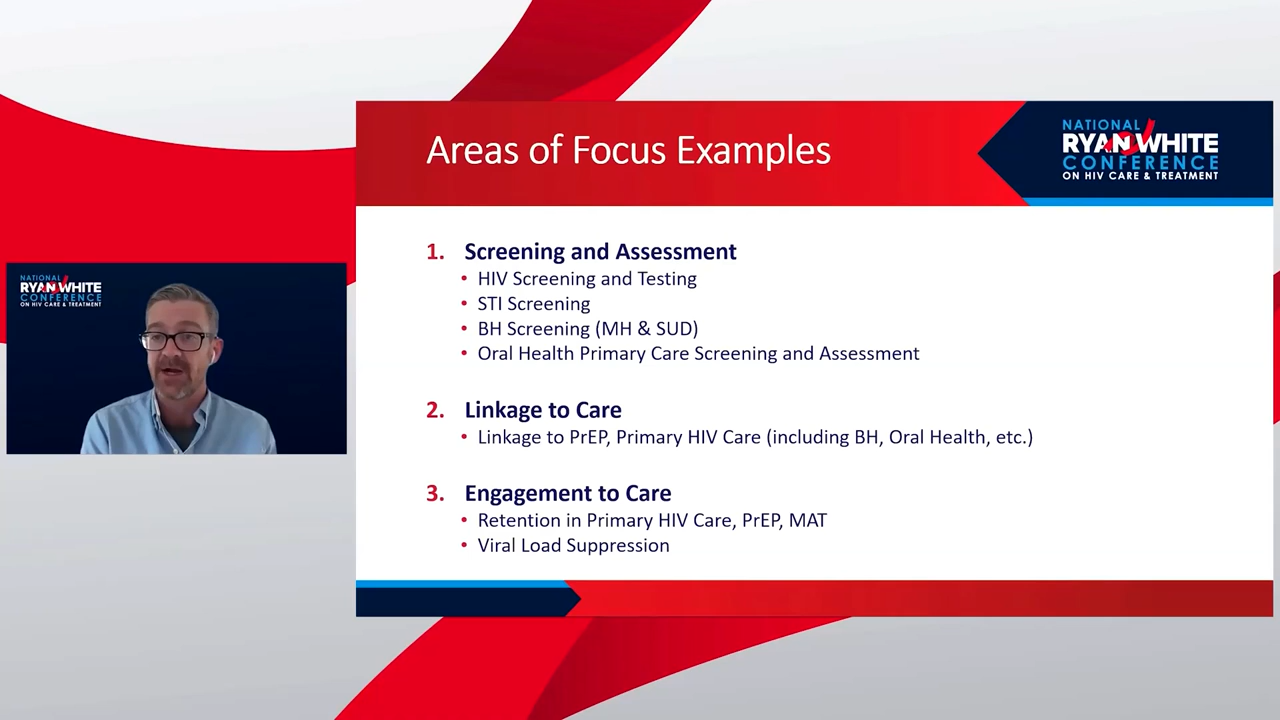 NATIONAL
RYAN WHITE
CONFERENCE
ON HIV CARE & TREATMENT
Areas of Focus Examples
NATIONAL
RYAN WHITE
CONFERENCE
ON HIV CARE & TREATMENT
1. Screening and Assessment
• HIV Screening and Testing
• STI Screening
• BH Screening (MH & SUD)
• Oral Health Primary Care Screening and Assessment
2. Linkage to Care
• Linkage to PrEP, Primary HIV Care (including BH, Oral Health, etc.)
3. Engagement to Care
• Retention in Primary HIV Care, PrEP, MAT
• Viral Load Suppression